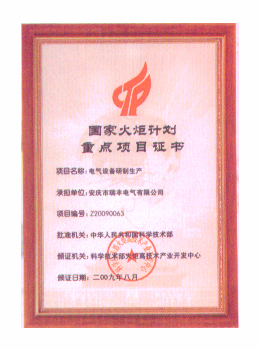 国家火炬计划
重点项目证书
项目名称：电气设备研制生产
承担单位：安庆市瑞丰电气有限公司
项目编号：Z20090063
批准机关：中华人民共和国科学技术部
颁证机关：科学技术部火炬高技术产业开发中心
颁证日期：二00九年八月